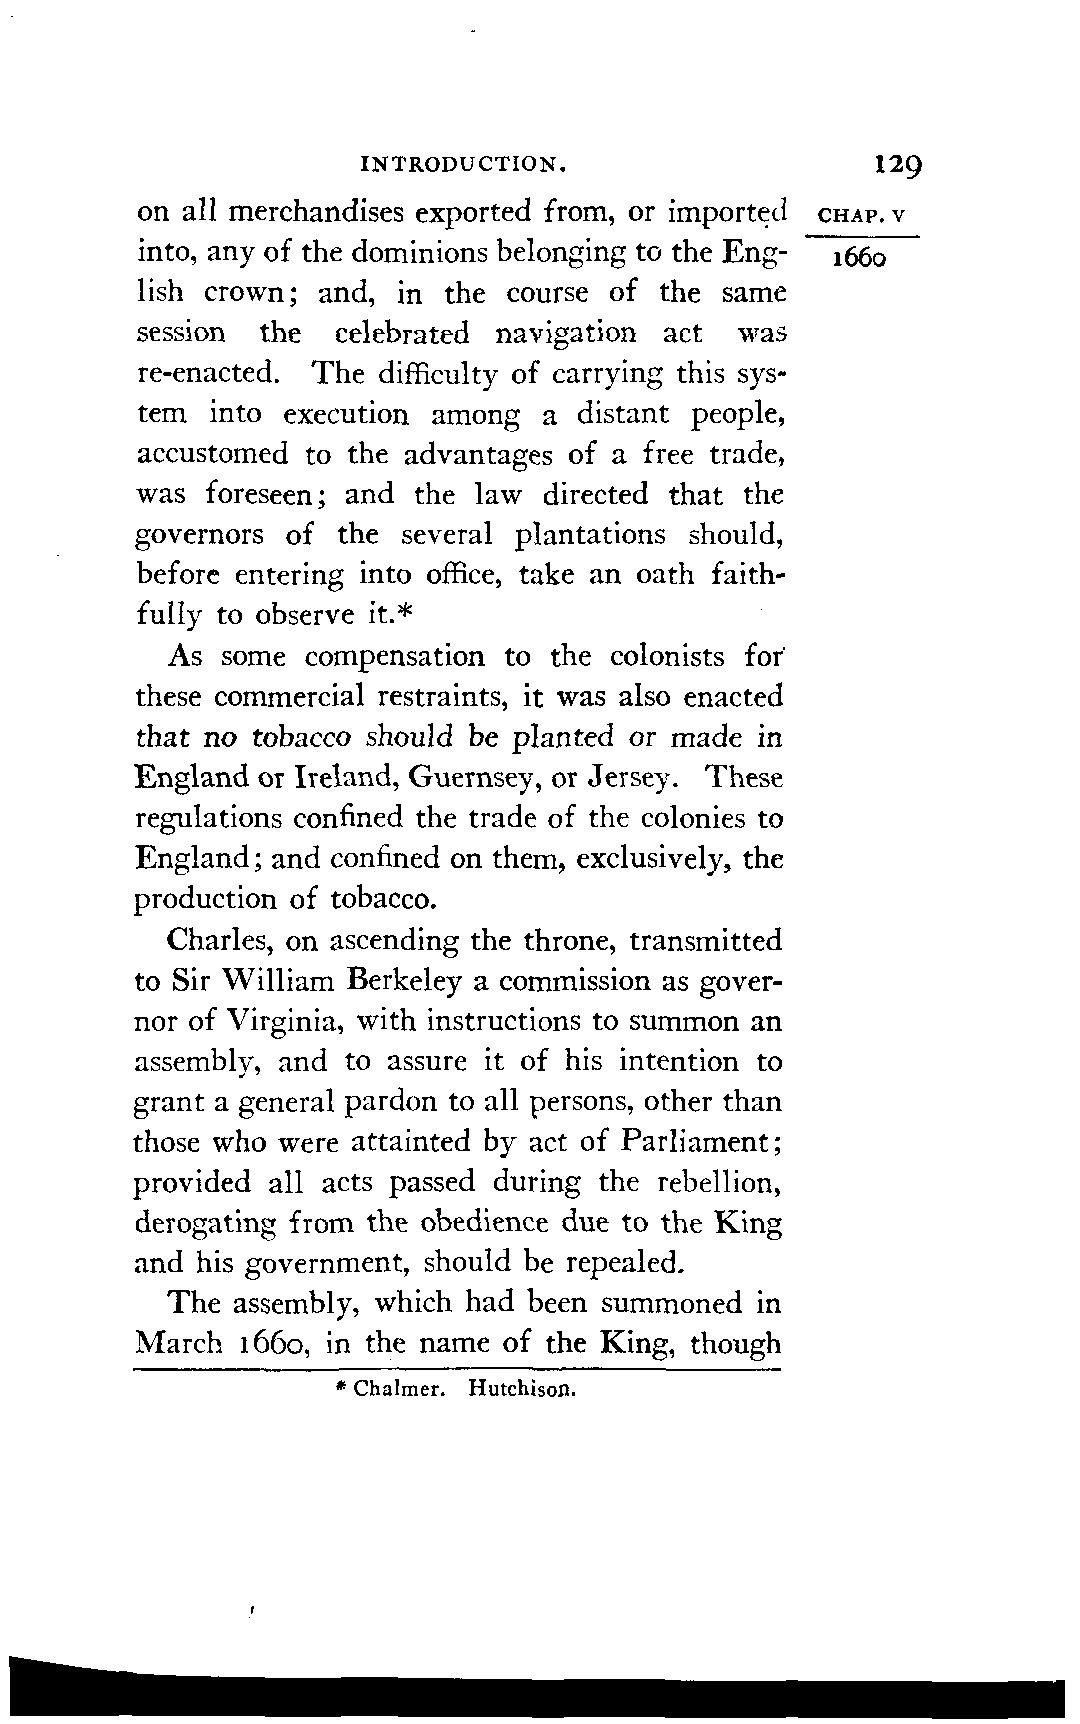 INTRODUCTION. 129
on all merchandises exported from, or imported CHAP. V
into, any of the dominions belonging to the Eng- 1660
lish crown; and, in the course of the same
session the celebrated navigation act was
re-enacted. The difficulty of carrying this sys-
tem into execution among a distant people,
accustomed to the advantages of a free trade,
was foreseen; and the law directed that the
governors of the several plantations should,
before entering into office, take an oath faith-
fully to observe it.*
As some compensation to the colonists for
these commercial restraints, it was also enacted
that no tobacco should be planted or made in
England or Ireland, Guernsey, or Jersey. These
regulations confined the trade of the colonies to
England; and confined on them, exclusively, the
production of tobacco.
Charles, on ascending the throne, transmitted
to Sir William Berkeley a commission as gover-
nor of Virginia, with instructions to summon an
assembly, and to assure it of his intention to
grant a general pardon to all persons, other than
those who were attainted by act of Parliament;
provided all acts passed during the rebellion,
derogating from the obedience due to the King
and his government, should be repealed.
The assembly, which had been summoned in
March 1660, in the name of the King, though
* Chalmer. Hutchison.